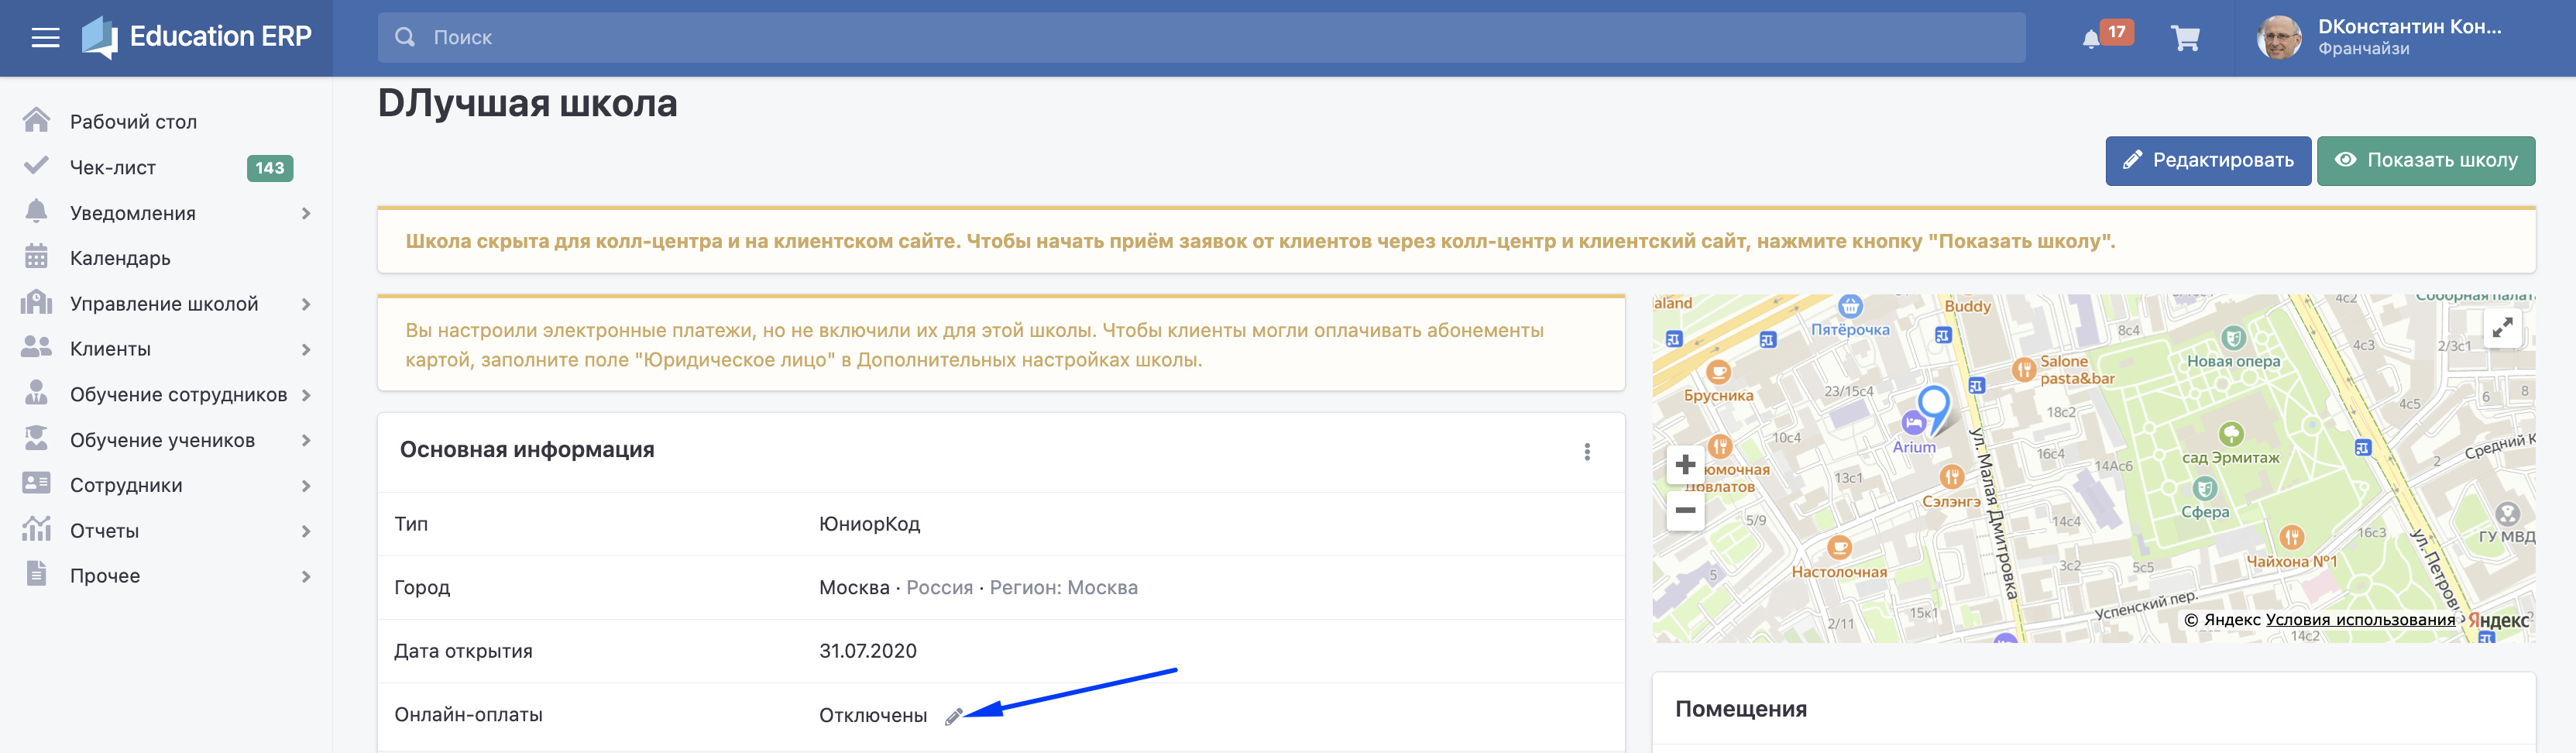 Education ERP
Поиск
17
DКонстантин Кон...
Франчайзи
Рабочий стол
Чек-лист
143
Уведомления
Календарь
Управление школой
Клиенты
Обучение сотрудников
Обучение учеников
Сотрудники
Отчеты
Прочее
DЛучшая школа
Редактировать
Показать школу
Школа скрыта для колл-центра и на клиентском сайте. Чтобы начать приём заявок от клиентов через колл-центр и клиентский сайт, нажмите кнопку "Показать школу".
Вы настроили электронные платежи, но не включили их для этой школы. Чтобы клиенты могли оплачивать абонементы
картой, заполните поле "Юридическое лицо" в Дополнительных настройках школы.
Основная информация
Тип
ЮниорКод
Город
Москва · Россия · Регион: Москва
Дата открытия
31.07.2020
Онлайн-оплаты
Отключены
aland
Buddy
4с2
Пятёрочка
8с4
4с3
2/3с1
Новая опера
Salone
pasta&bar
23/15с4
Брусника
18с2
4с5
6
8
10с4
Arium
ул. Малая Дмитровка
16с4
14Ас6
сад Эрмитаж
2
Средний К
юмочная
Довлатов
13с1
Сэлэнгэ
Сфера
5/9
14с4
16с3
ГУ МВД
Чайхона №1
ул. Петровк
Настолочная
3с2
5с5
5
Успенский пер.
15к1
2/11
14с2
© Яндекс Условия использования
Яндекс
Помещения